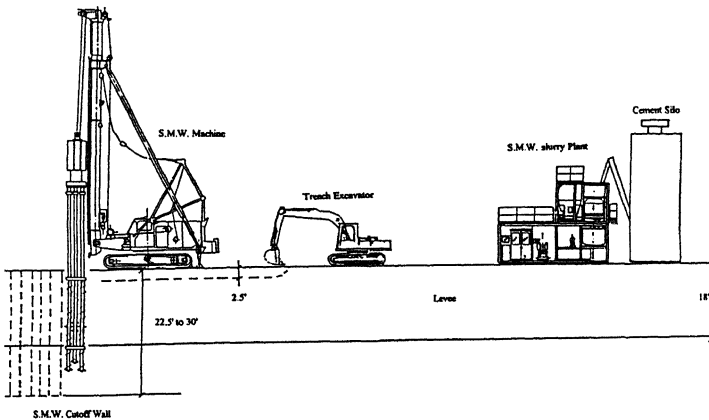 Cement Silo
S.M.W. Machine
S.M.W. slurry Plant
Trench Excavator
2.5'
Levee
18'
22.5' to 30'
S.M.W. Cutoff Wall